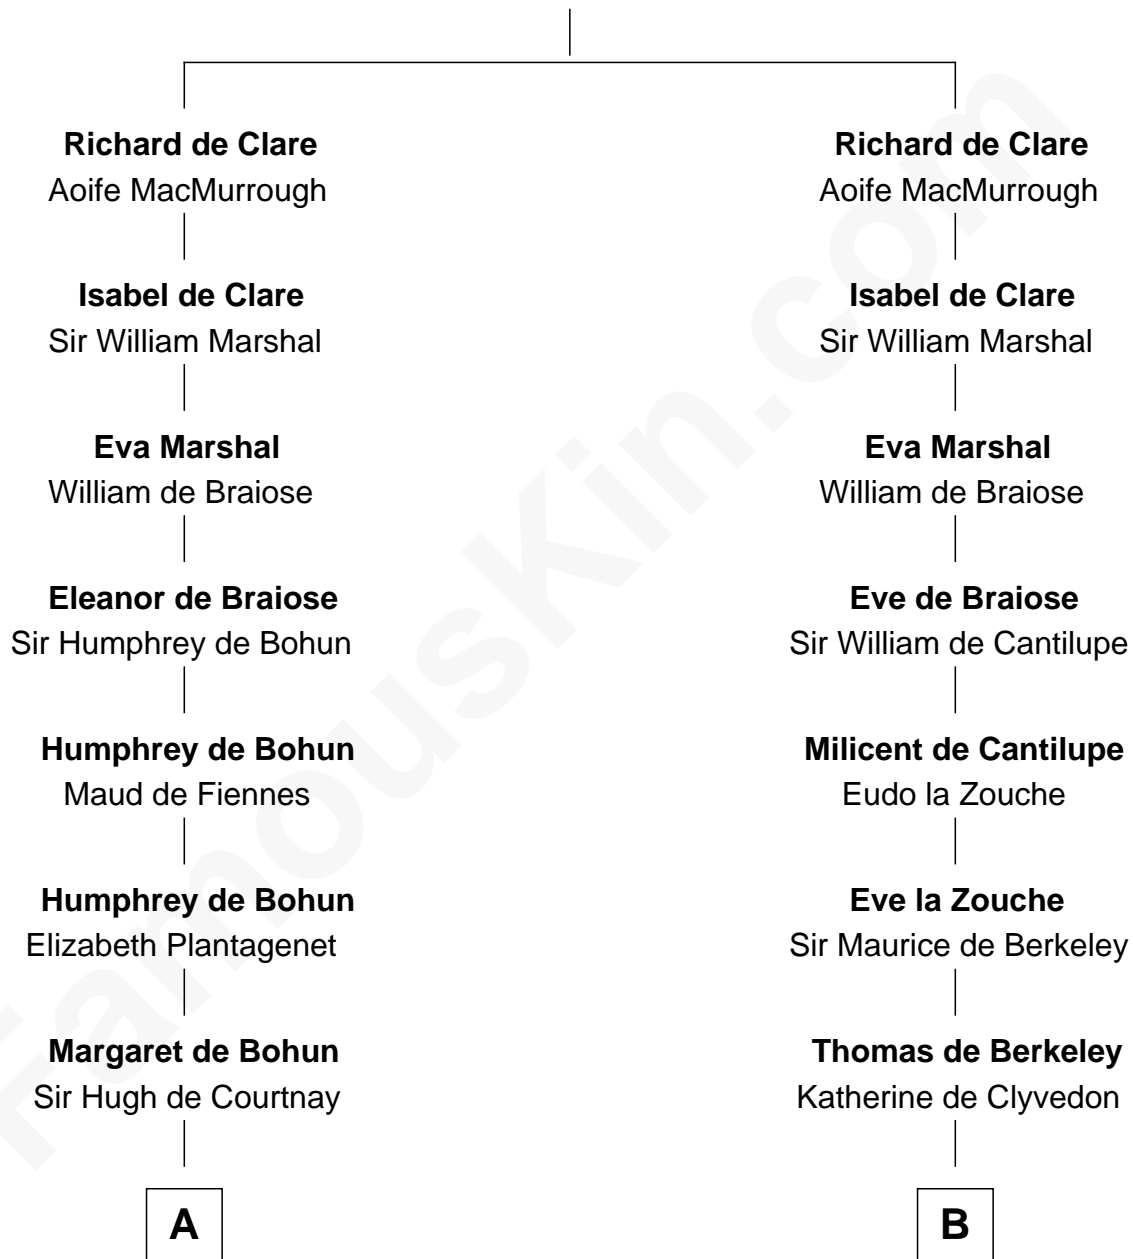 Richard de Clare
Aoife MacMurrough
Isabel de Clare
Sir William Marshal
Eva Marshal
William de Braiose
Eleanor de Braiose
Sir Humphrey de Bohun
Humphrey de Bohun
Maud de Fiennes
Humphrey de Bohun
Elizabeth Plantagenet
Margaret de Bohun
Sir Hugh de Courtnay
A
Richard de Clare
Aoife MacMurrough
Isabel de Clare
Sir William Marshal
Eva Marshal
William de Braiose
Eve de Braiose
Sir William de Cantilupe
Milicent de Cantilupe
Eudo la Zouche
Eve la Zouche
Sir Maurice de Berkeley
Thomas de Berkeley
Katherine de Clyvedon
B
FamousKin.com